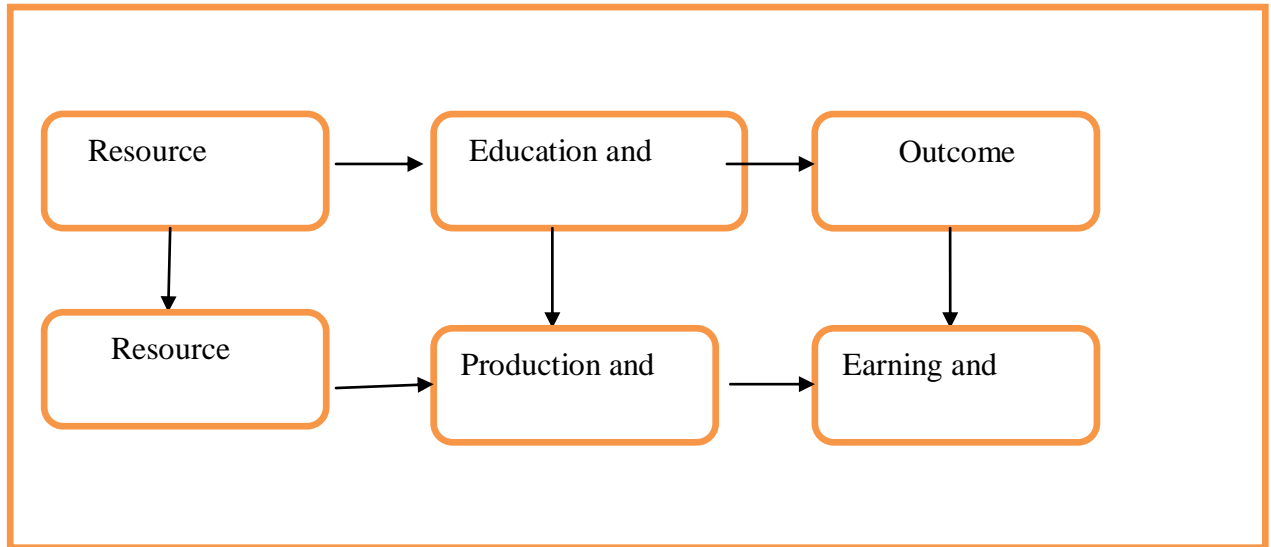 Resource
Education and
Outcome
Resource
Production and
Earning and